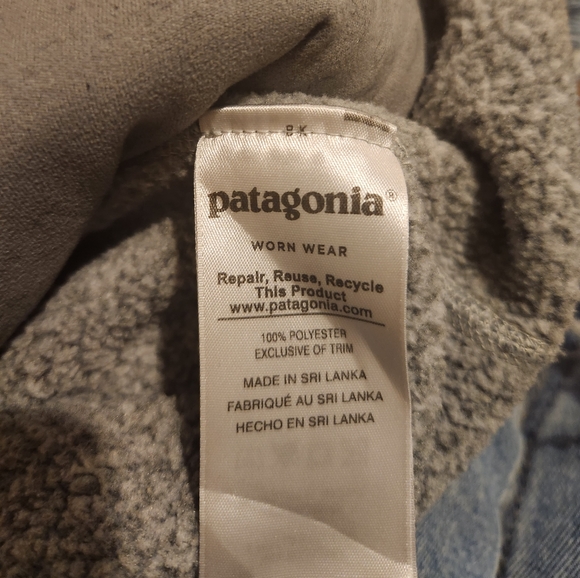 patagonia®
WORN WEAR
Repair, Reuse, Recycle
This Product
www.patagonia.com
100% POLYESTER
EXCLUSIVE OF TRIM
MADE IN SRI LANKA
FABRIQUÉ AU SRI LANKA
HECHO EN SRI LANKA